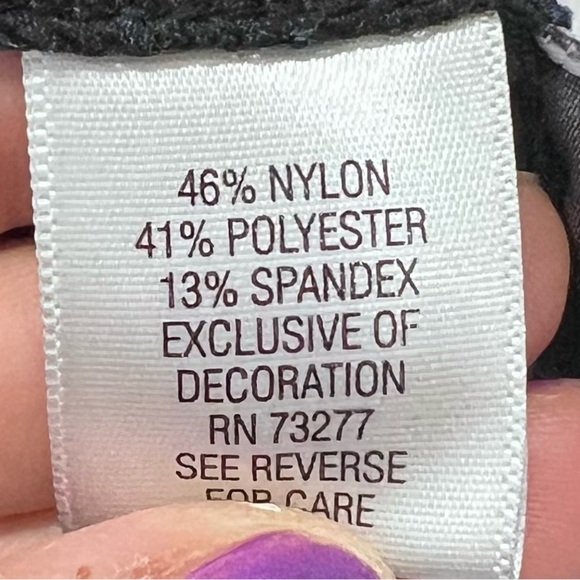 46% NYLON
41% POLYESTER
13% SPANDEX
EXCLUSIVE OF
DECORATION
RN 73277
SEE REVERSE
FOR CARE